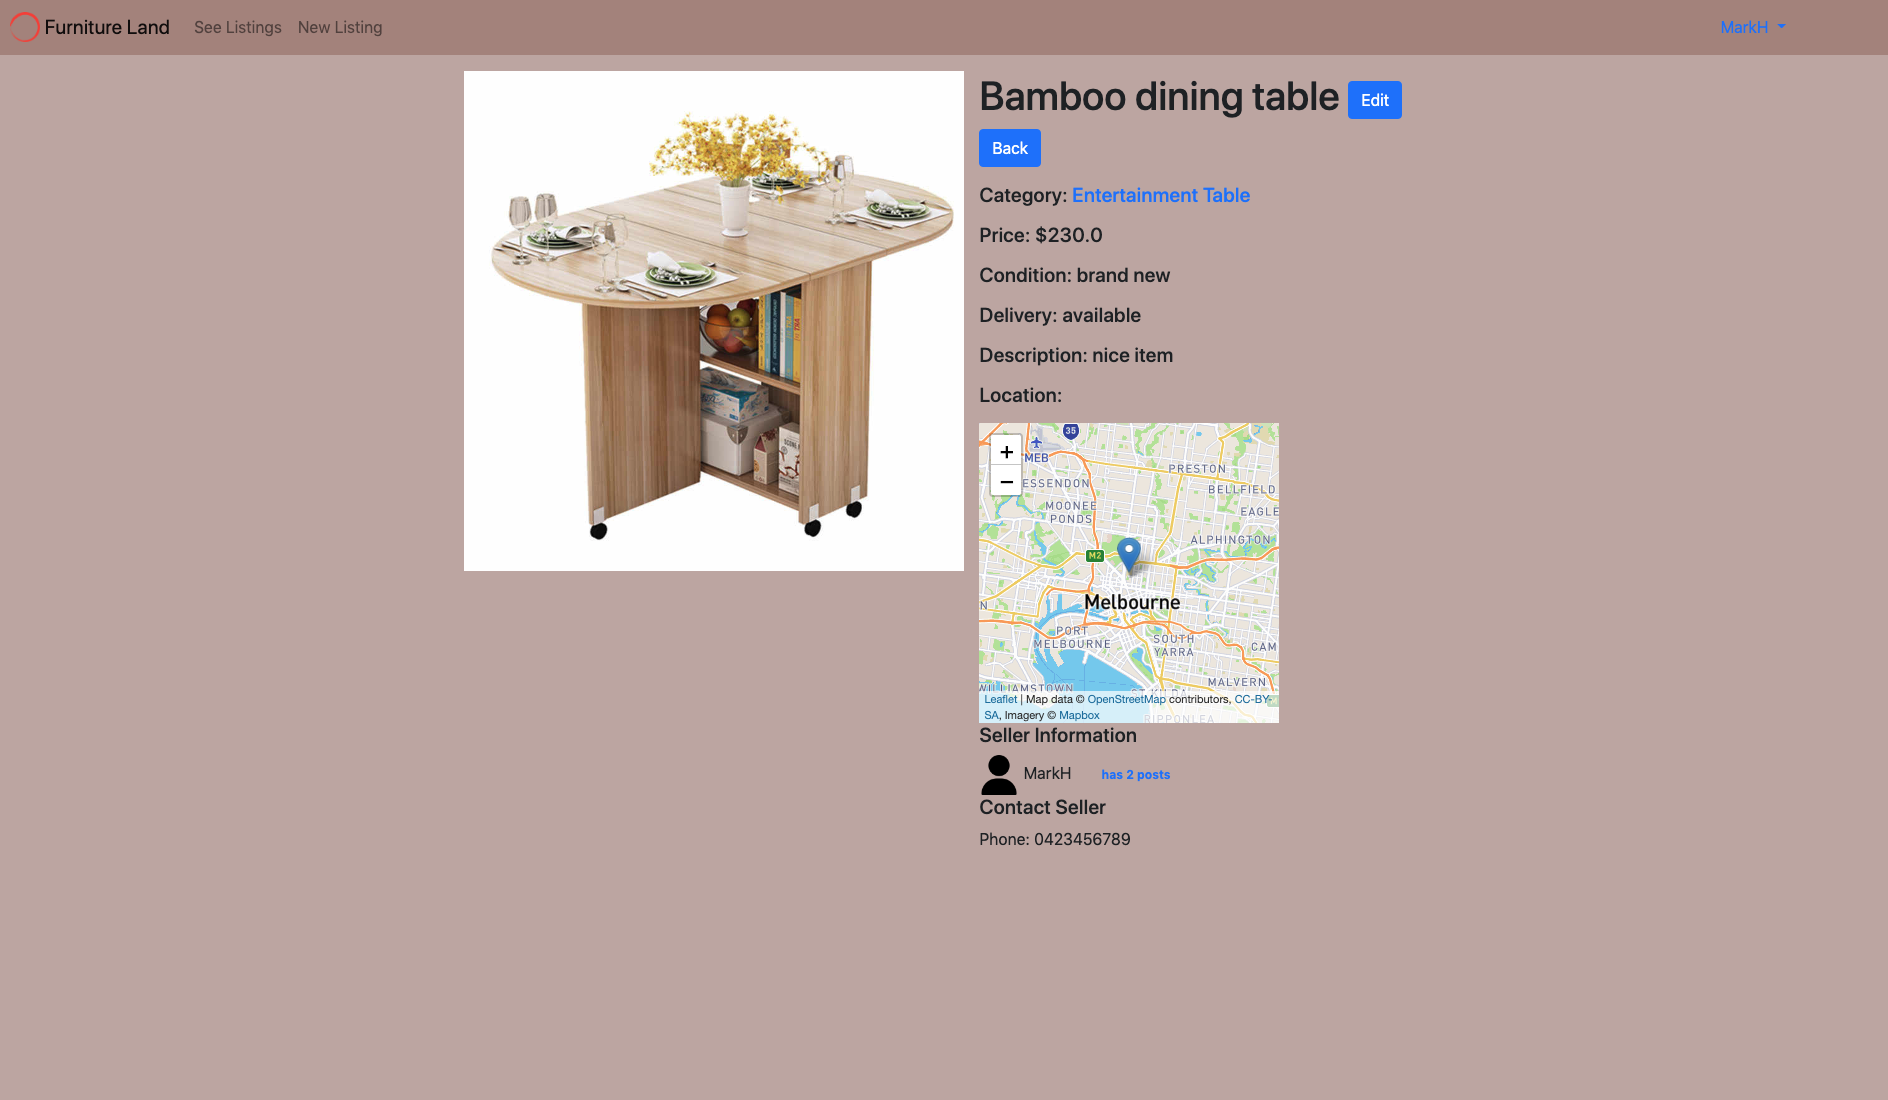 Furniture Land
See Listings
New Listing
MarkH
Bamboo dining table
Edit
Back
Category: Entertainment Table
Price: $230.0
Condition: brand new
Delivery: available
Description: nice item
Location:
35
+
MEB
−
PRESTON
ESSENDON
BELLFIELD
MOONEE
PONDS
EAGLE
ALPHINGTON
M2
Melbourne
N
PORT
MELBOURNE
SOUTH
YARRA
CAM
MALVERN
WILLIAMSTOWN
Leaflet | Map data © OpenStreetMap contributors, CC-BY-
SA, Imagery © Mapbox
RIPPONLEA
Seller Information
MarkH
has 2 posts
Contact Seller
Phone: 0423456789